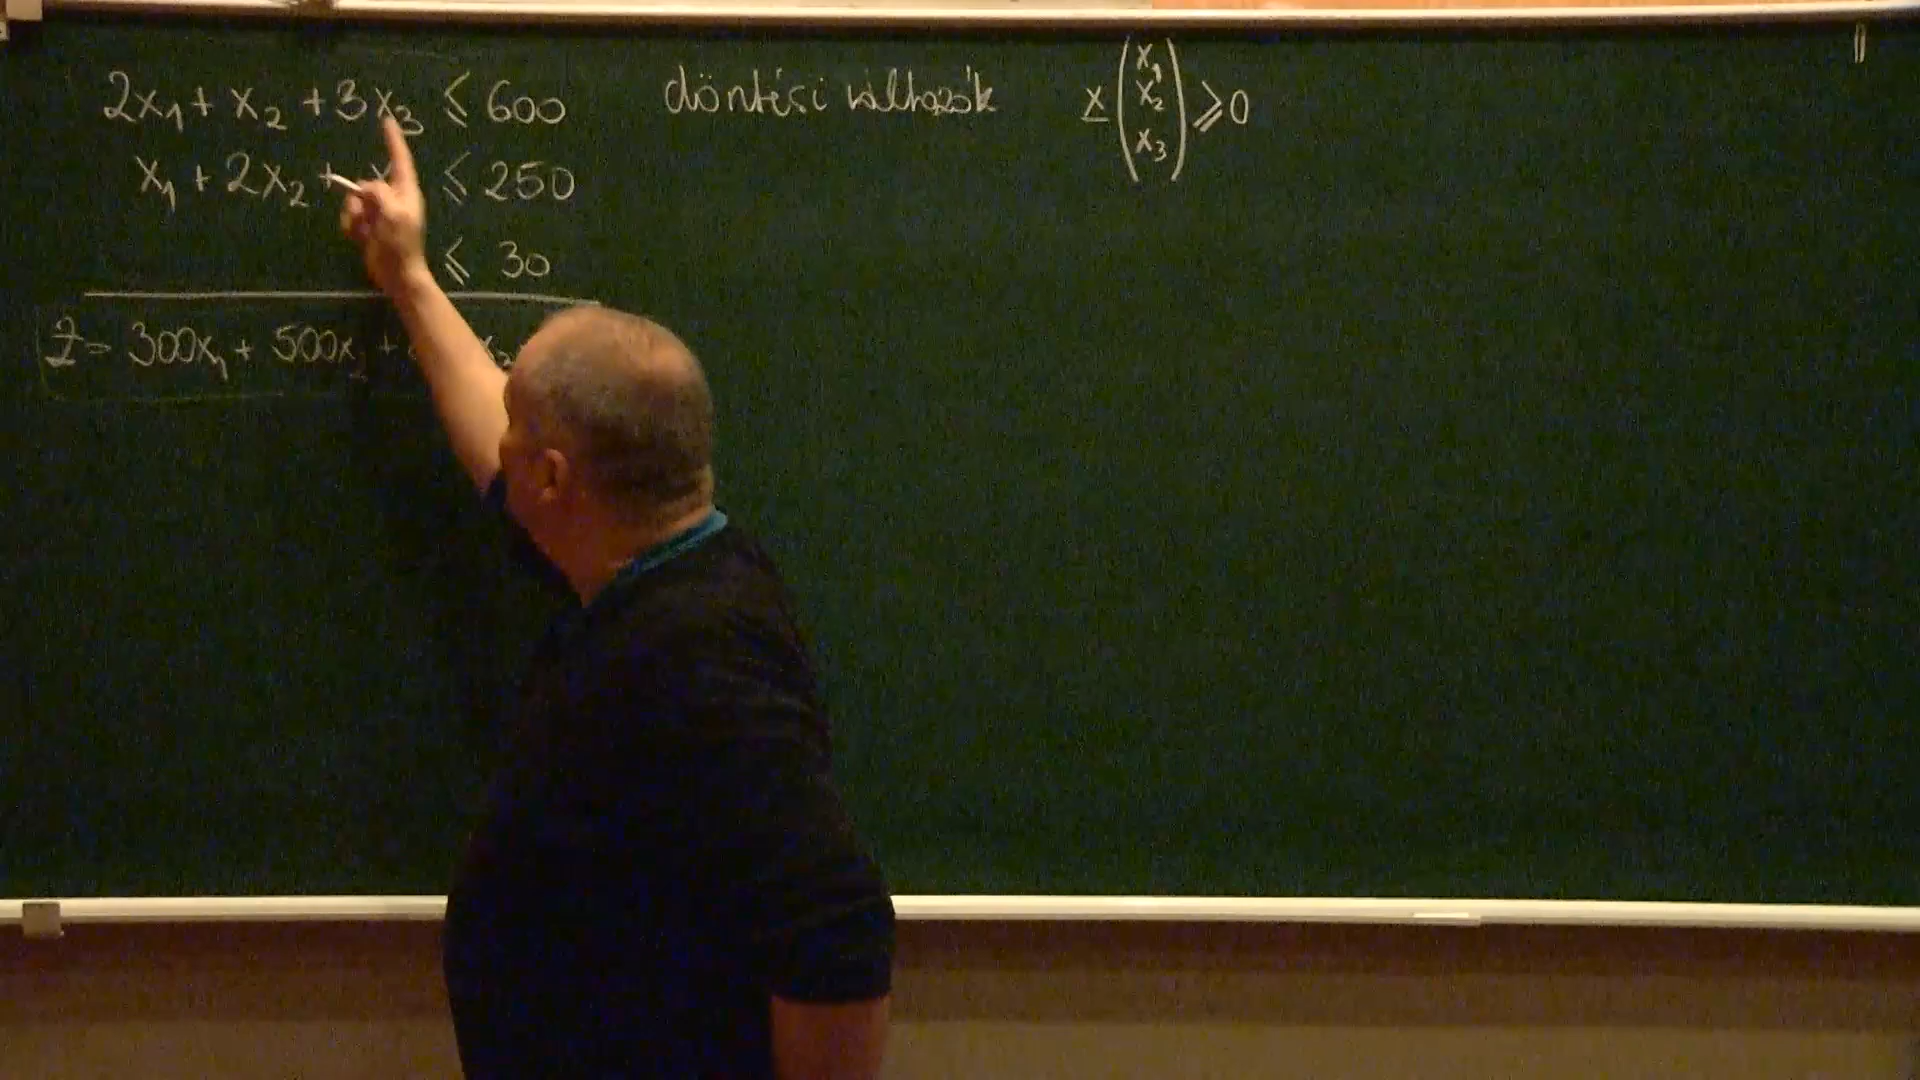 2x₁ + x₂ + 3x₃ ≤ 600
x₁ + 2x₂ + x ≤ 250
≤ 30
Z = 300x₁ + 500x₂ +
döntési változók
x (x₁ x₂ x₃) ≥ 0